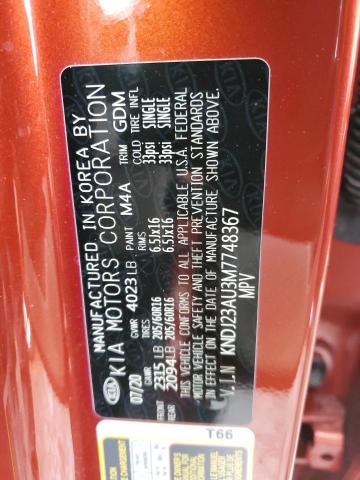 MANUFACTURED IN KOREA BY
KIA KIA MOTORS CORPORATION
07/20 GVWR 4023 LB PAINT M4A TRIM GDM
GAWR TIRES RIMS COLD TIRE INFL
2315 LB 205/60R16 6.5Jx16 33psi SINGLE
2094 LB 205/60R16 6.5Jx16 33psi SINGLE
REAR
THIS VEHICLE CONFORMS TO ALL APPLICABLE U.S.A. FEDERAL
MOTOR VEHICLE SAFETY AND THEFT PREVENTION STANDARDS
IN EFFECT ON THE DATE OF MANUFACTURE SHOWN ABOVE.
V.I.N KNDJ23AU3M7748367
MPV
T66